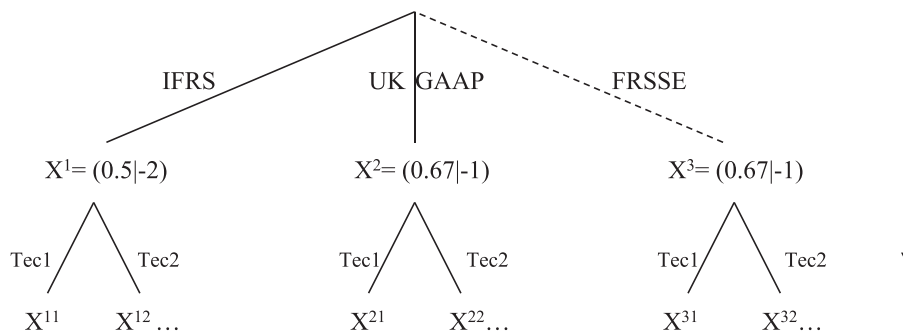 IFRS UK GAAP FRSSE
X¹= (0.5|-2) X²= (0.67|-1) X³= (0.67|-1)
Tec1 Tec2 Tec1 Tec2 Tec1 Tec2
X¹¹ X¹²... X²¹ X²²... X³¹ X³²...